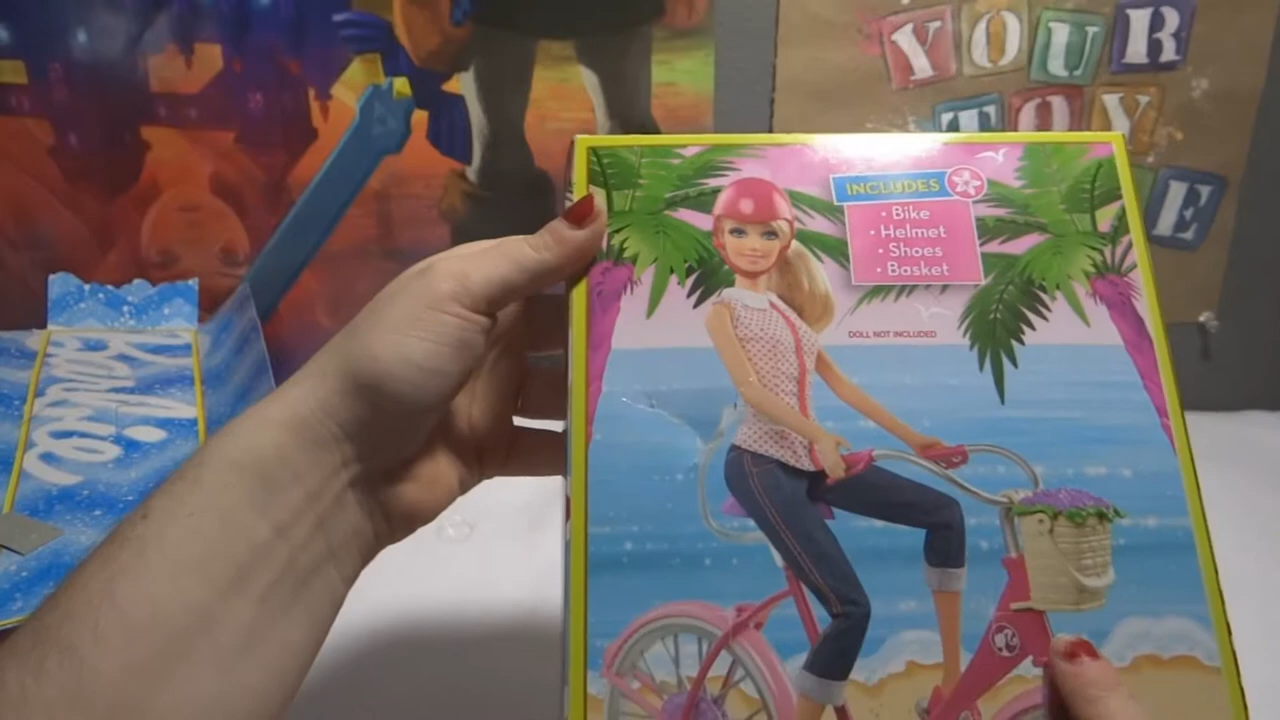 YOUR
TOY
E
INCLUDES
• Bike
• Helmet
• Shoes
• Basket
DOLL NOT INCLUDED
Barbie